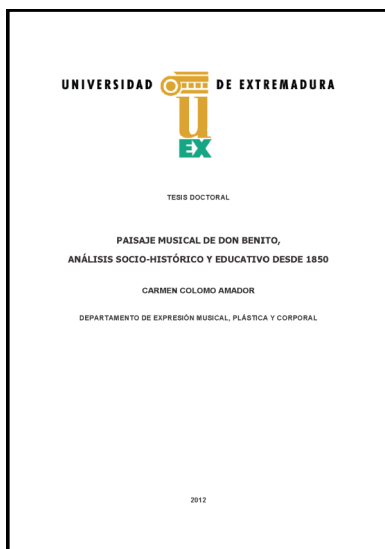 UNIVERSIDAD DE EXTREMADURA
UEX
TESIS DOCTORAL
PAISAJE MUSICAL DE DON BENITO,
ANÁLISIS SOCIO-HISTÓRICO Y EDUCATIVO DESDE 1850
CARMEN COLOMO AMADOR
DEPARTAMENTO DE EXPRESIÓN MUSICAL, PLÁSTICA Y CORPORAL
2012